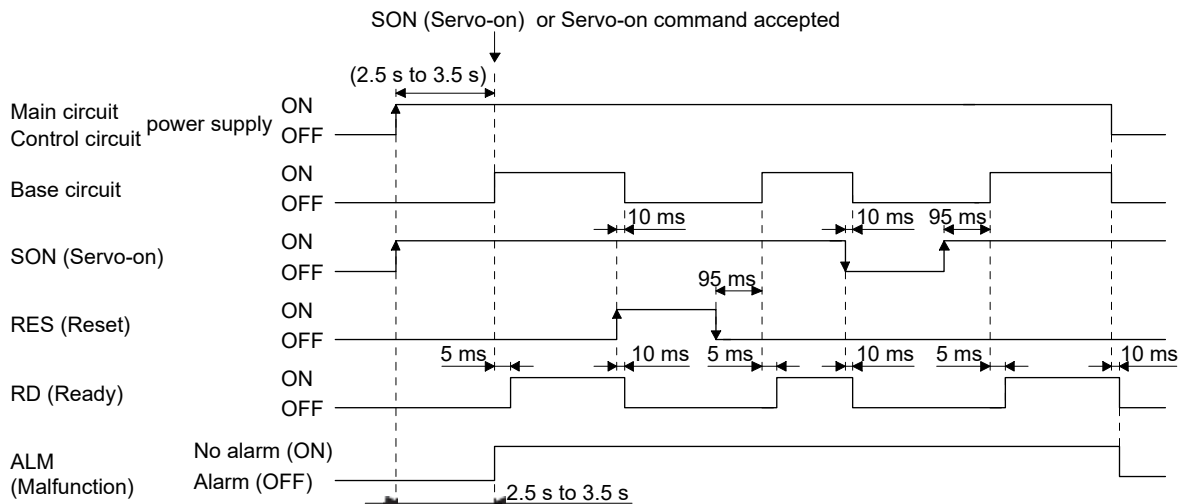 SON (Servo-on) or Servo-on command accepted
(2.5 s to 3.5 s)
Main circuit
Control circuit
power supply
ON
OFF
Base circuit
ON
OFF
10 ms
10 ms
95 ms
SON (Servo-on)
ON
OFF
95 ms
RES (Reset)
ON
OFF
5 ms
10 ms
5 ms
10 ms
5 ms
10 ms
RD (Ready)
ON
OFF
ALM
(Malfunction)
No alarm (ON)
Alarm (OFF)
2.5 s to 3.5 s